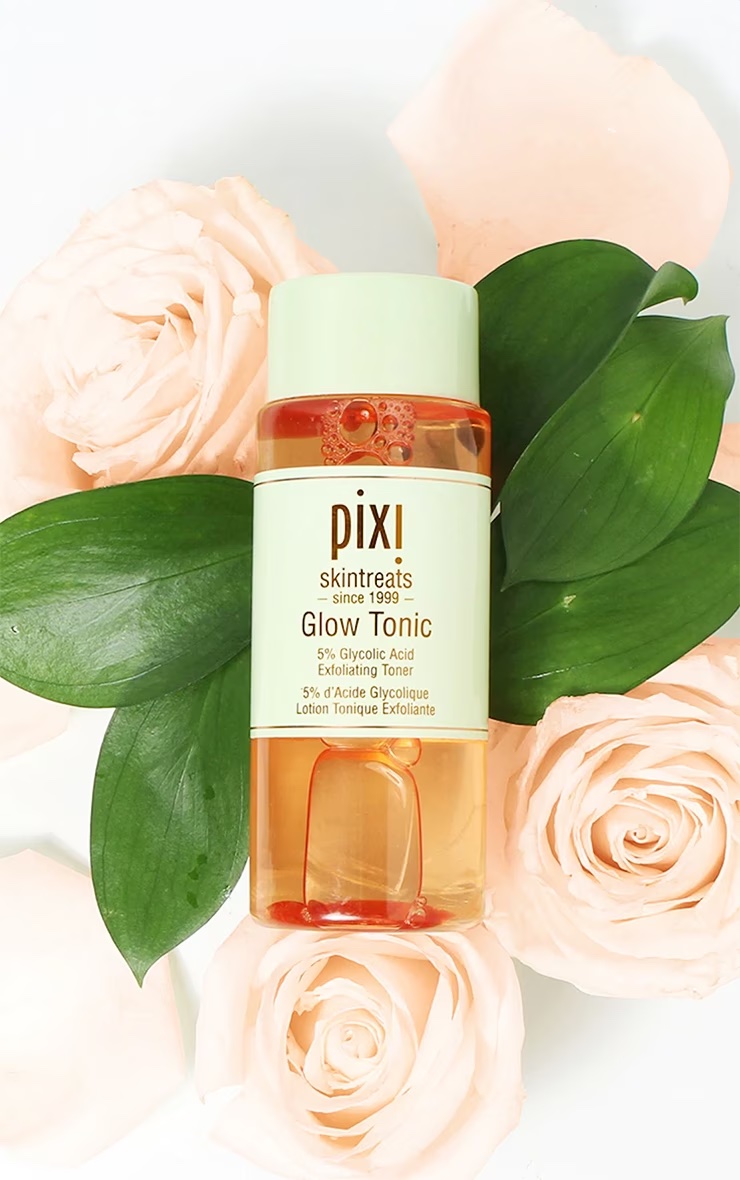 pixi
skintreats
– since 1999 –
Glow Tonic
5% Glycolic Acid
Exfoliating Toner
5% d'Acide Glycolique
Lotion Tonique Exfoliante